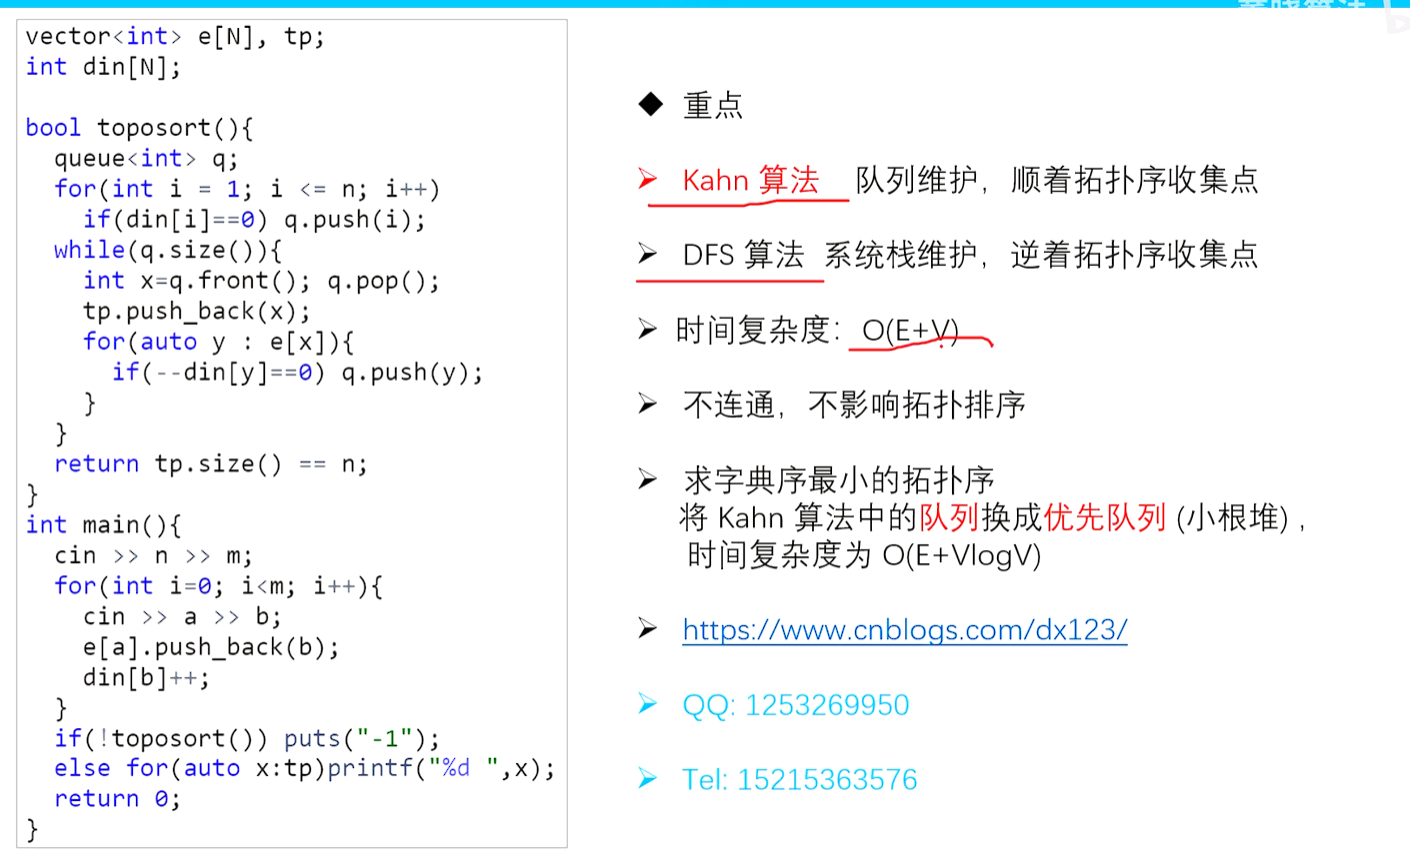 vector<int> e[N], tp;
int din[N];
bool toposort(){
  queue<int> q;
  for(int i = 1; i <= n; i++)
    if(din[i]==0) q.push(i);
  while(q.size()){
    int x=q.front(); q.pop();
    tp.push_back(x);
    for(auto y : e[x]){
      if(--din[y]==0) q.push(y);
    }
  }
  return tp.size() == n;
}
int main(){
  cin >> n >> m;
  for(int i=0; i<m; i++){
    cin >> a >> b;
    e[a].push_back(b);
    din[b]++;
  }
  if(!toposort()) puts("-1");
  else for(auto x:tp)printf("%d ",x);
  return 0;
}
◆ 重点
➢ Kahn 算法 队列维护，顺着拓扑序收集点
➢ DFS 算法 系统栈维护，逆着拓扑序收集点
➢ 时间复杂度: O(E+V)
➢ 不连通，不影响拓扑排序
➢ 求字典序最小的拓扑序
将 Kahn 算法中的队列换成优先队列 (小根堆) ,
时间复杂度为 O(E+VlogV)
➢ https://www.cnblogs.com/dx123/
➢ QQ: 1253269950
➢ Tel: 15215363576